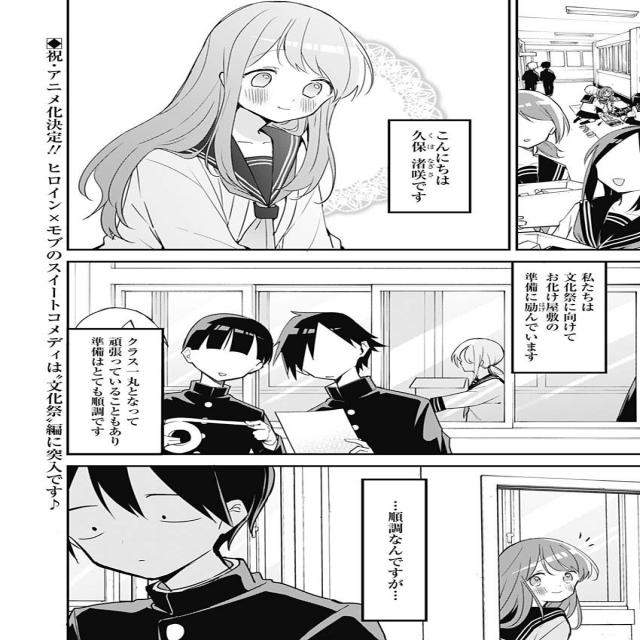 こんにちは
久保 渚咲です
私たちは
文化祭に向けて
お化け屋敷の
準備に励んでいます
クラス一丸となって
頑張っていることもあり
準備はとても順調です
…順調なんですが…
◆祝・アニメ化決定!! ヒロイン×モブのスイートコメディは“文化祭”編に突入です♪